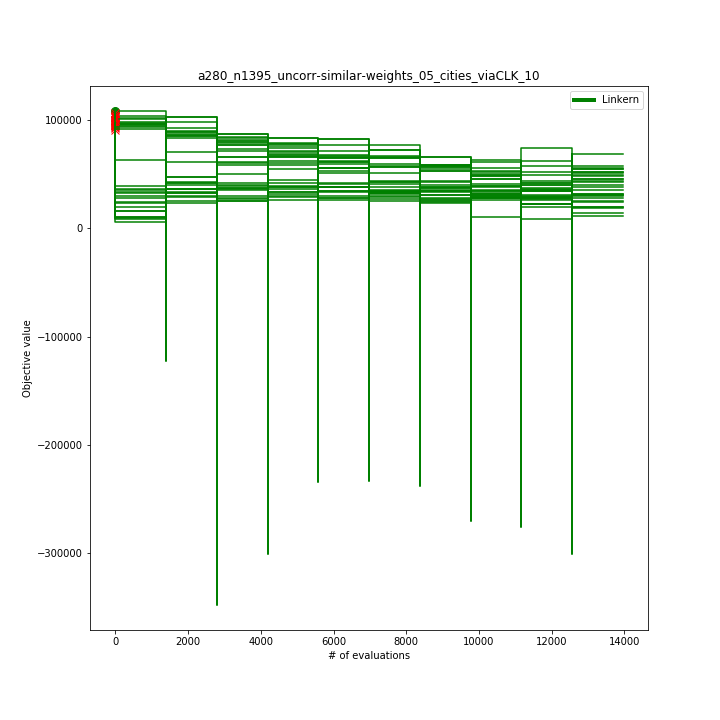 a280_n1395_uncorr-similar-weights_05_cities_viaCLK_10
Linkern
100000
0
−100000
−200000
−300000
Objective value
0 2000 4000 6000 8000 10000 12000 14000
# of evaluations